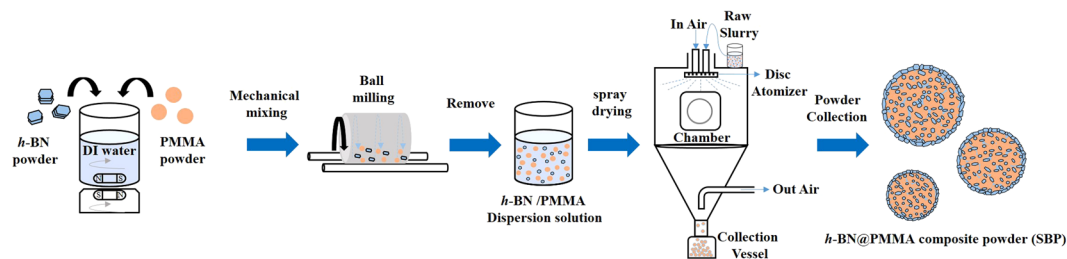 h-BN
powder
DI water
N S
N S
PMMA
powder
Mechanical
mixing
Ball
milling
Remove
h-BN /PMMA
Dispersion solution
spray
drying
In Air
Raw
Slurry
Disc
Atomizer
Chamber
Out Air
Collection
Vessel
Powder
Collection
h-BN@PMMA composite powder (SBP)